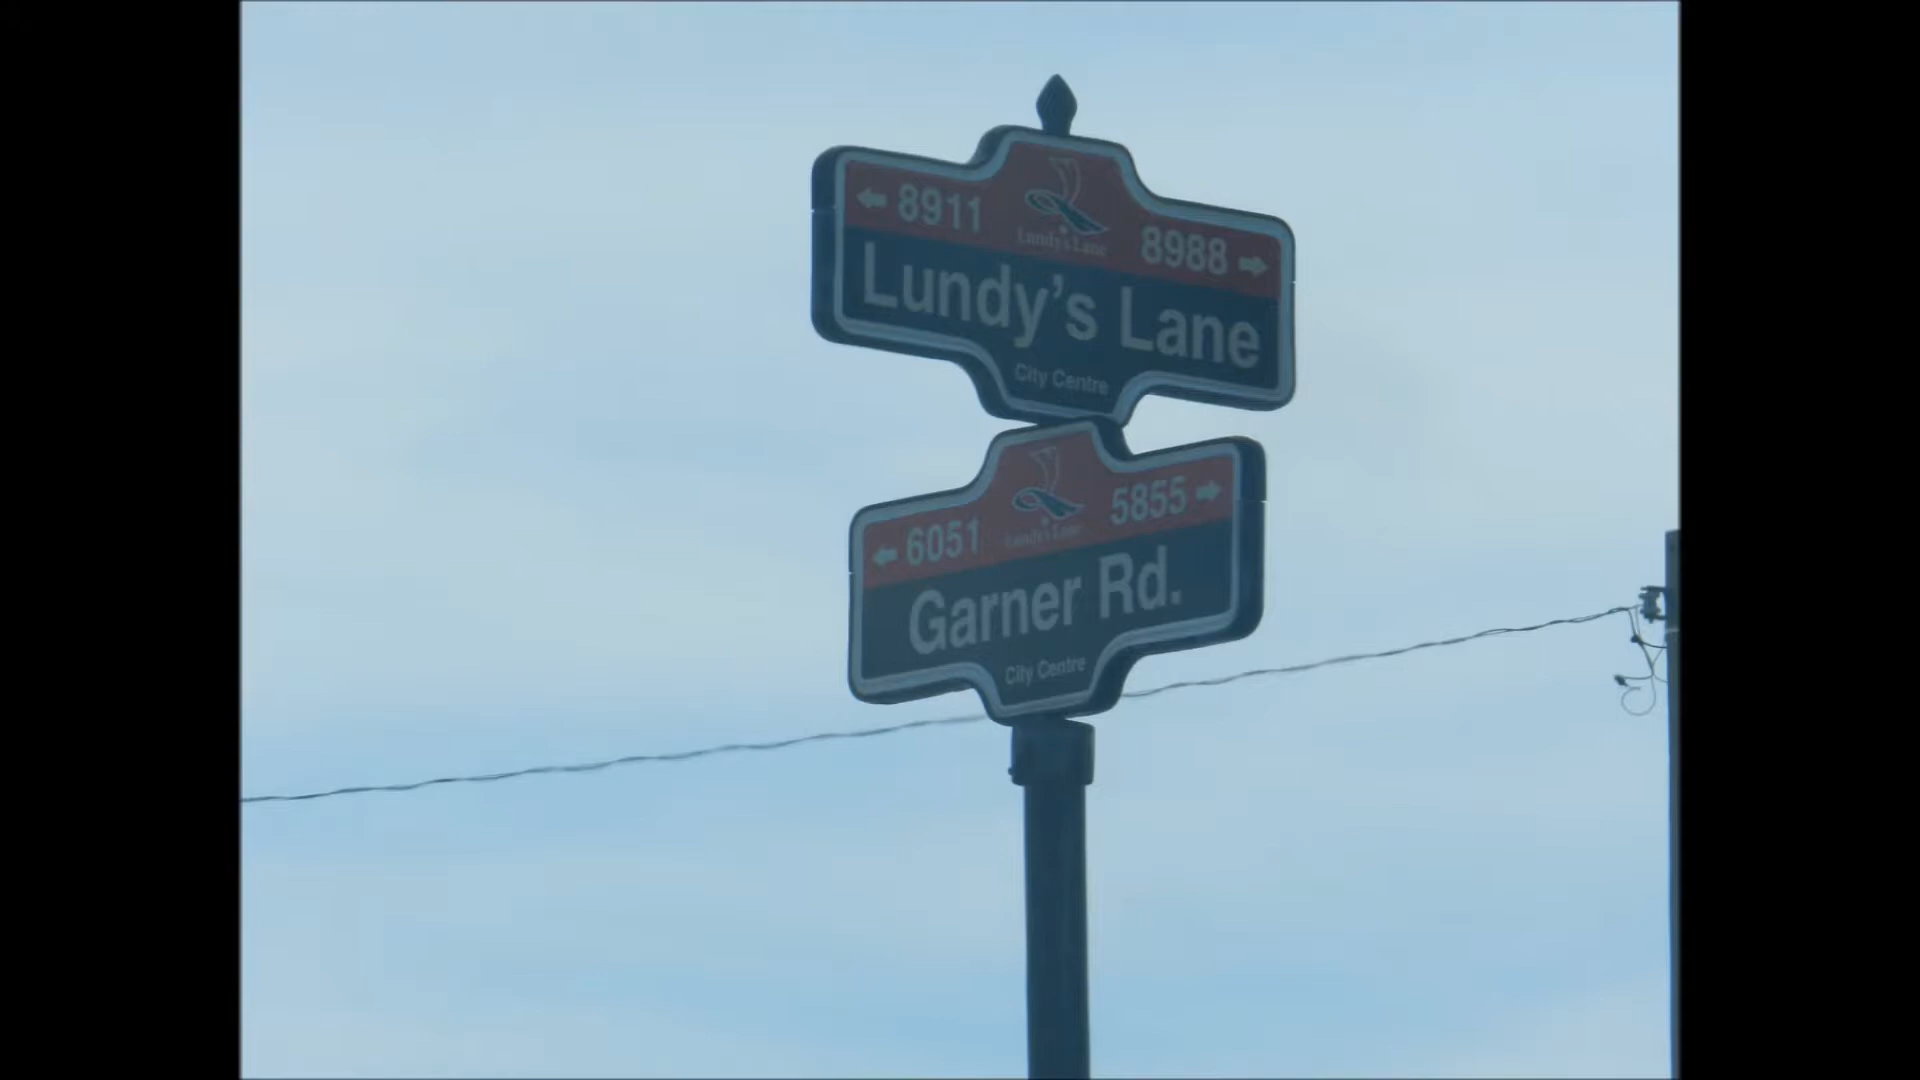 ← 8911
Lundy's Lane
8988 →
Lundy's Lane
City Centre
← 6051
Lundy's Lane
5855 →
Garner Rd.
City Centre